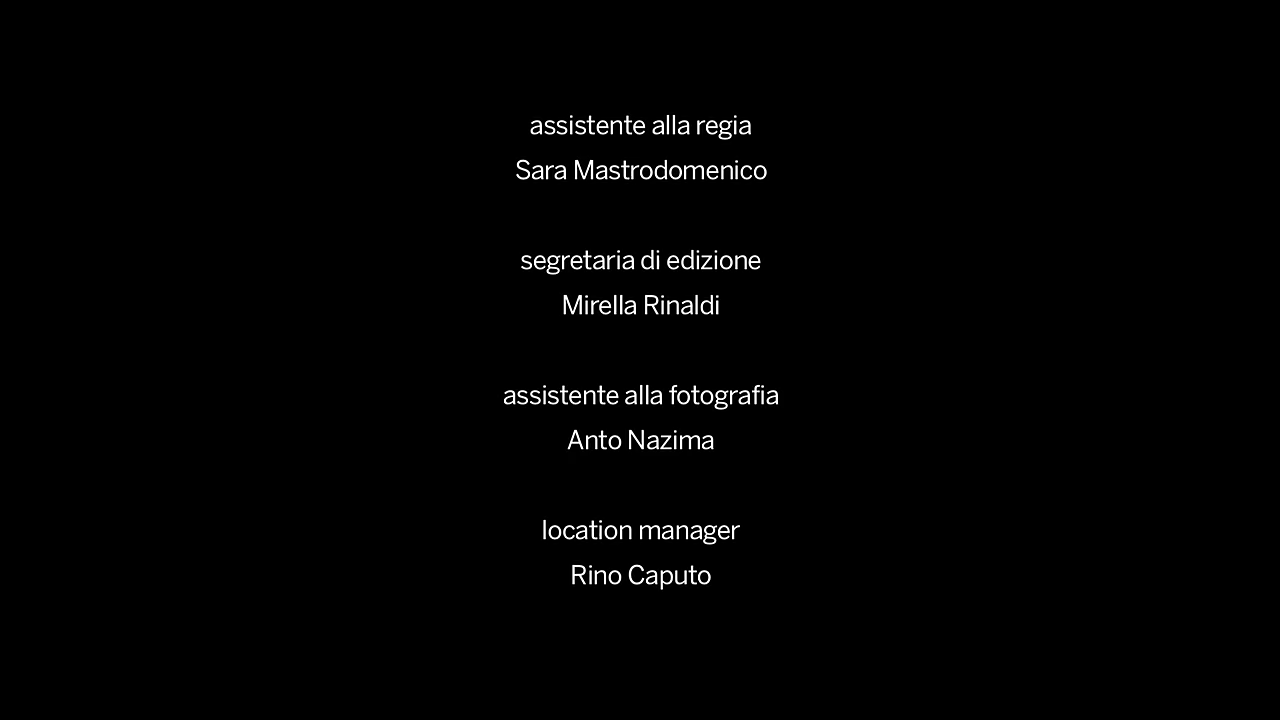 assistente alla regia
Sara Mastrodomenico
segretaria di edizione
Mirella Rinaldi
assistente alla fotografia
Anto Nazima
location manager
Rino Caputo